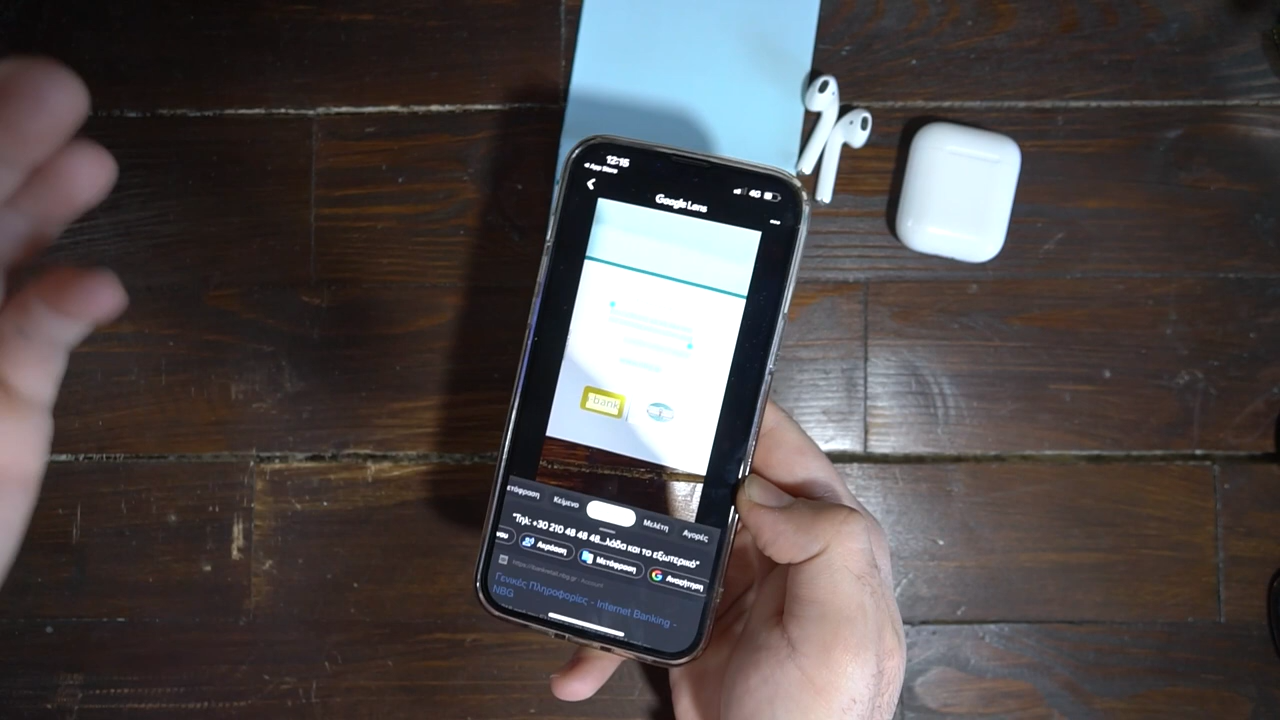 12:15
App Store
4G
Google Lens
bank
ετάφραση Κείμενο Μελέτη Αγορές
"Τηλ: +30 210 48 48 48...λάδα και το εξωτερικό"
Ακρόαση Μετάφραση Αναζήτηση
Γενικές Πληροφορίες - Internet Banking -
NBG